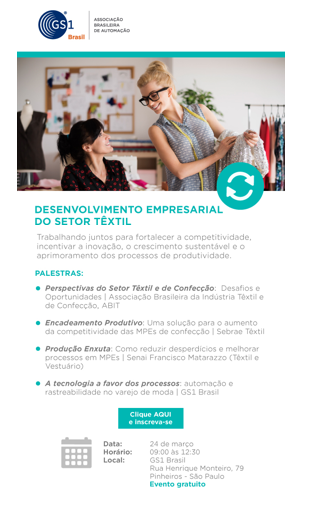 GS1
Brasil
ASSOCIAÇÃO
BRASILEIRA
DE AUTOMAÇÃO
DESENVOLVIMENTO EMPRESARIAL
DO SETOR TÊXTIL
Trabalhando juntos para fortalecer a competitividade,
incentivar a inovação, o crescimento sustentável e o
aprimoramento dos processos de produtividade.
PALESTRAS:
Perspectivas do Setor Têxtil e de Confecção: Desafios e
Oportunidades | Associação Brasileira da Indústria Têxtil e
de Confecção, ABIT
Encadeamento Produtivo: Uma solução para o aumento
da competitividade das MPEs de confecção | Sebrae Têxtil
Produção Enxuta: Como reduzir desperdícios e melhorar
processos em MPEs | Senai Francisco Matarazzo (Têxtil e
Vestuário)
A tecnologia a favor dos processos: automação e
rastreabilidade no varejo de moda | GS1 Brasil
Clique AQUI
e inscreva-se
Data: 24 de março
Horário: 09:00 às 12:30
Local: GS1 Brasil
Rua Henrique Monteiro, 79
Pinheiros - São Paulo
Evento gratuito